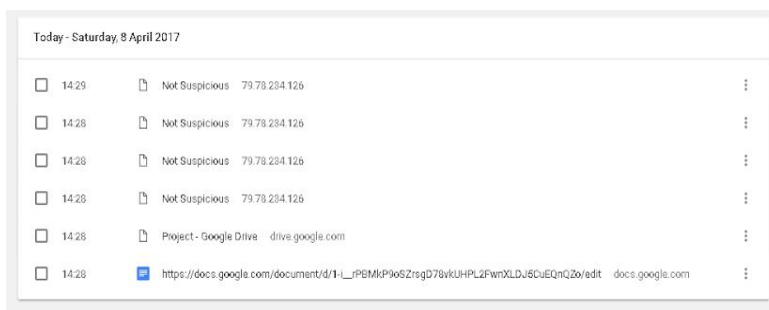 Today - Saturday, 8 April 2017
14:29 Not Suspicious 79.78.234.126
14:28 Not Suspicious 79.78.234.126
14:28 Not Suspicious 79.78.234.126
14:28 Not Suspicious 79.78.234.126
14:28 Project - Google Drive drive.google.com
14:28 https://docs.google.com/document/d/1-i__rPBMkP9oSZrsgD78vkUHPL2FwnXLDJ5CuEQnQZo/edit docs.google.com